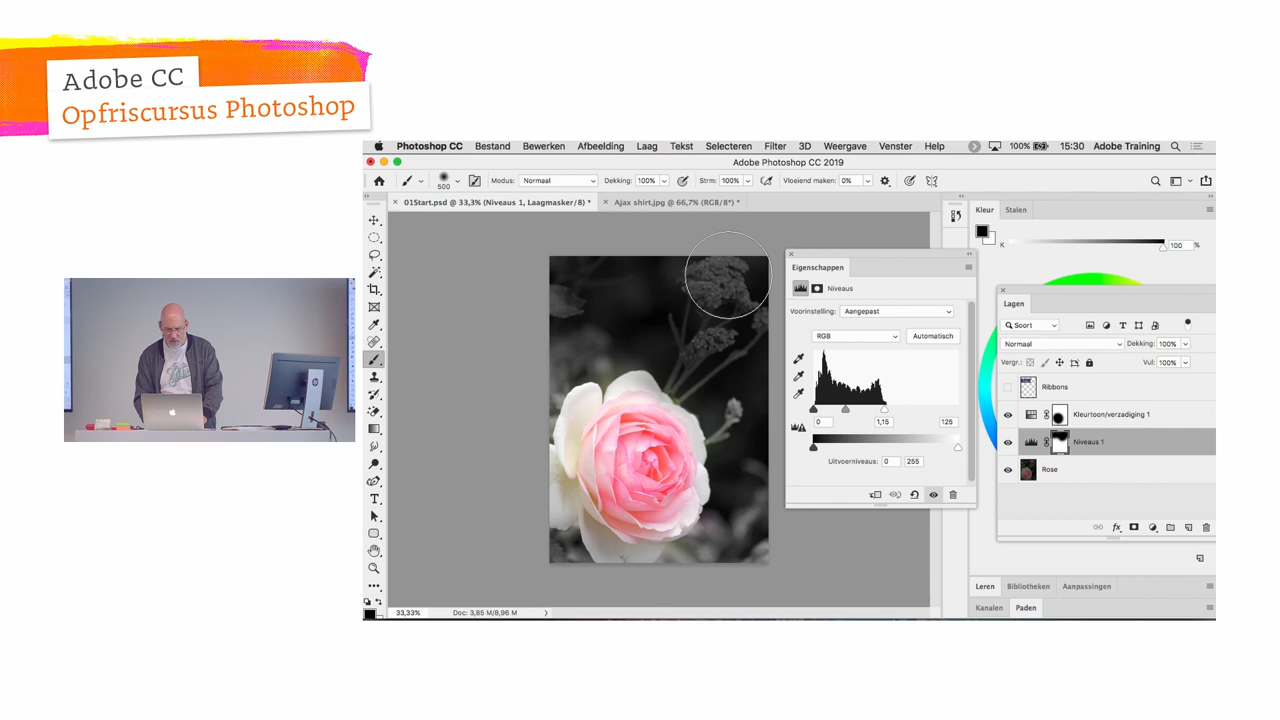 Adobe CC
Opfriscursus Photoshop
Photoshop CC Bestand Bewerken Afbeelding Laag Tekst Selecteren Filter 3D Weergave Venster Help 100% 15:30 Adobe Training
Adobe Photoshop CC 2019
500 Modus: Normaal Dekking: 100% Strm: 100% Vloeiend maken: 0%
01Start.psd @ 33,3% (Niveaus 1, Laagmasker/8) * Ajax shirt.jpg @ 66,7% (RGB/8*) *
Kleur Stalen
K 100 %
Eigenschappen
Niveaus
Voorinstelling: Aangepast
RGB Automatisch
0 1,15 125
Uitvoerniveaus: 0 255
Lagen
Soort
Normaal Dekking: 100%
Vergr.: Vul: 100%
Ribbons
Kleurtoon/verzadiging 1
Niveaus 1
Rose
fx
Leren Bibliotheken Aanpassingen
Kanalen Paden
33,33% Doc: 3,85 M/8,96 M
hp